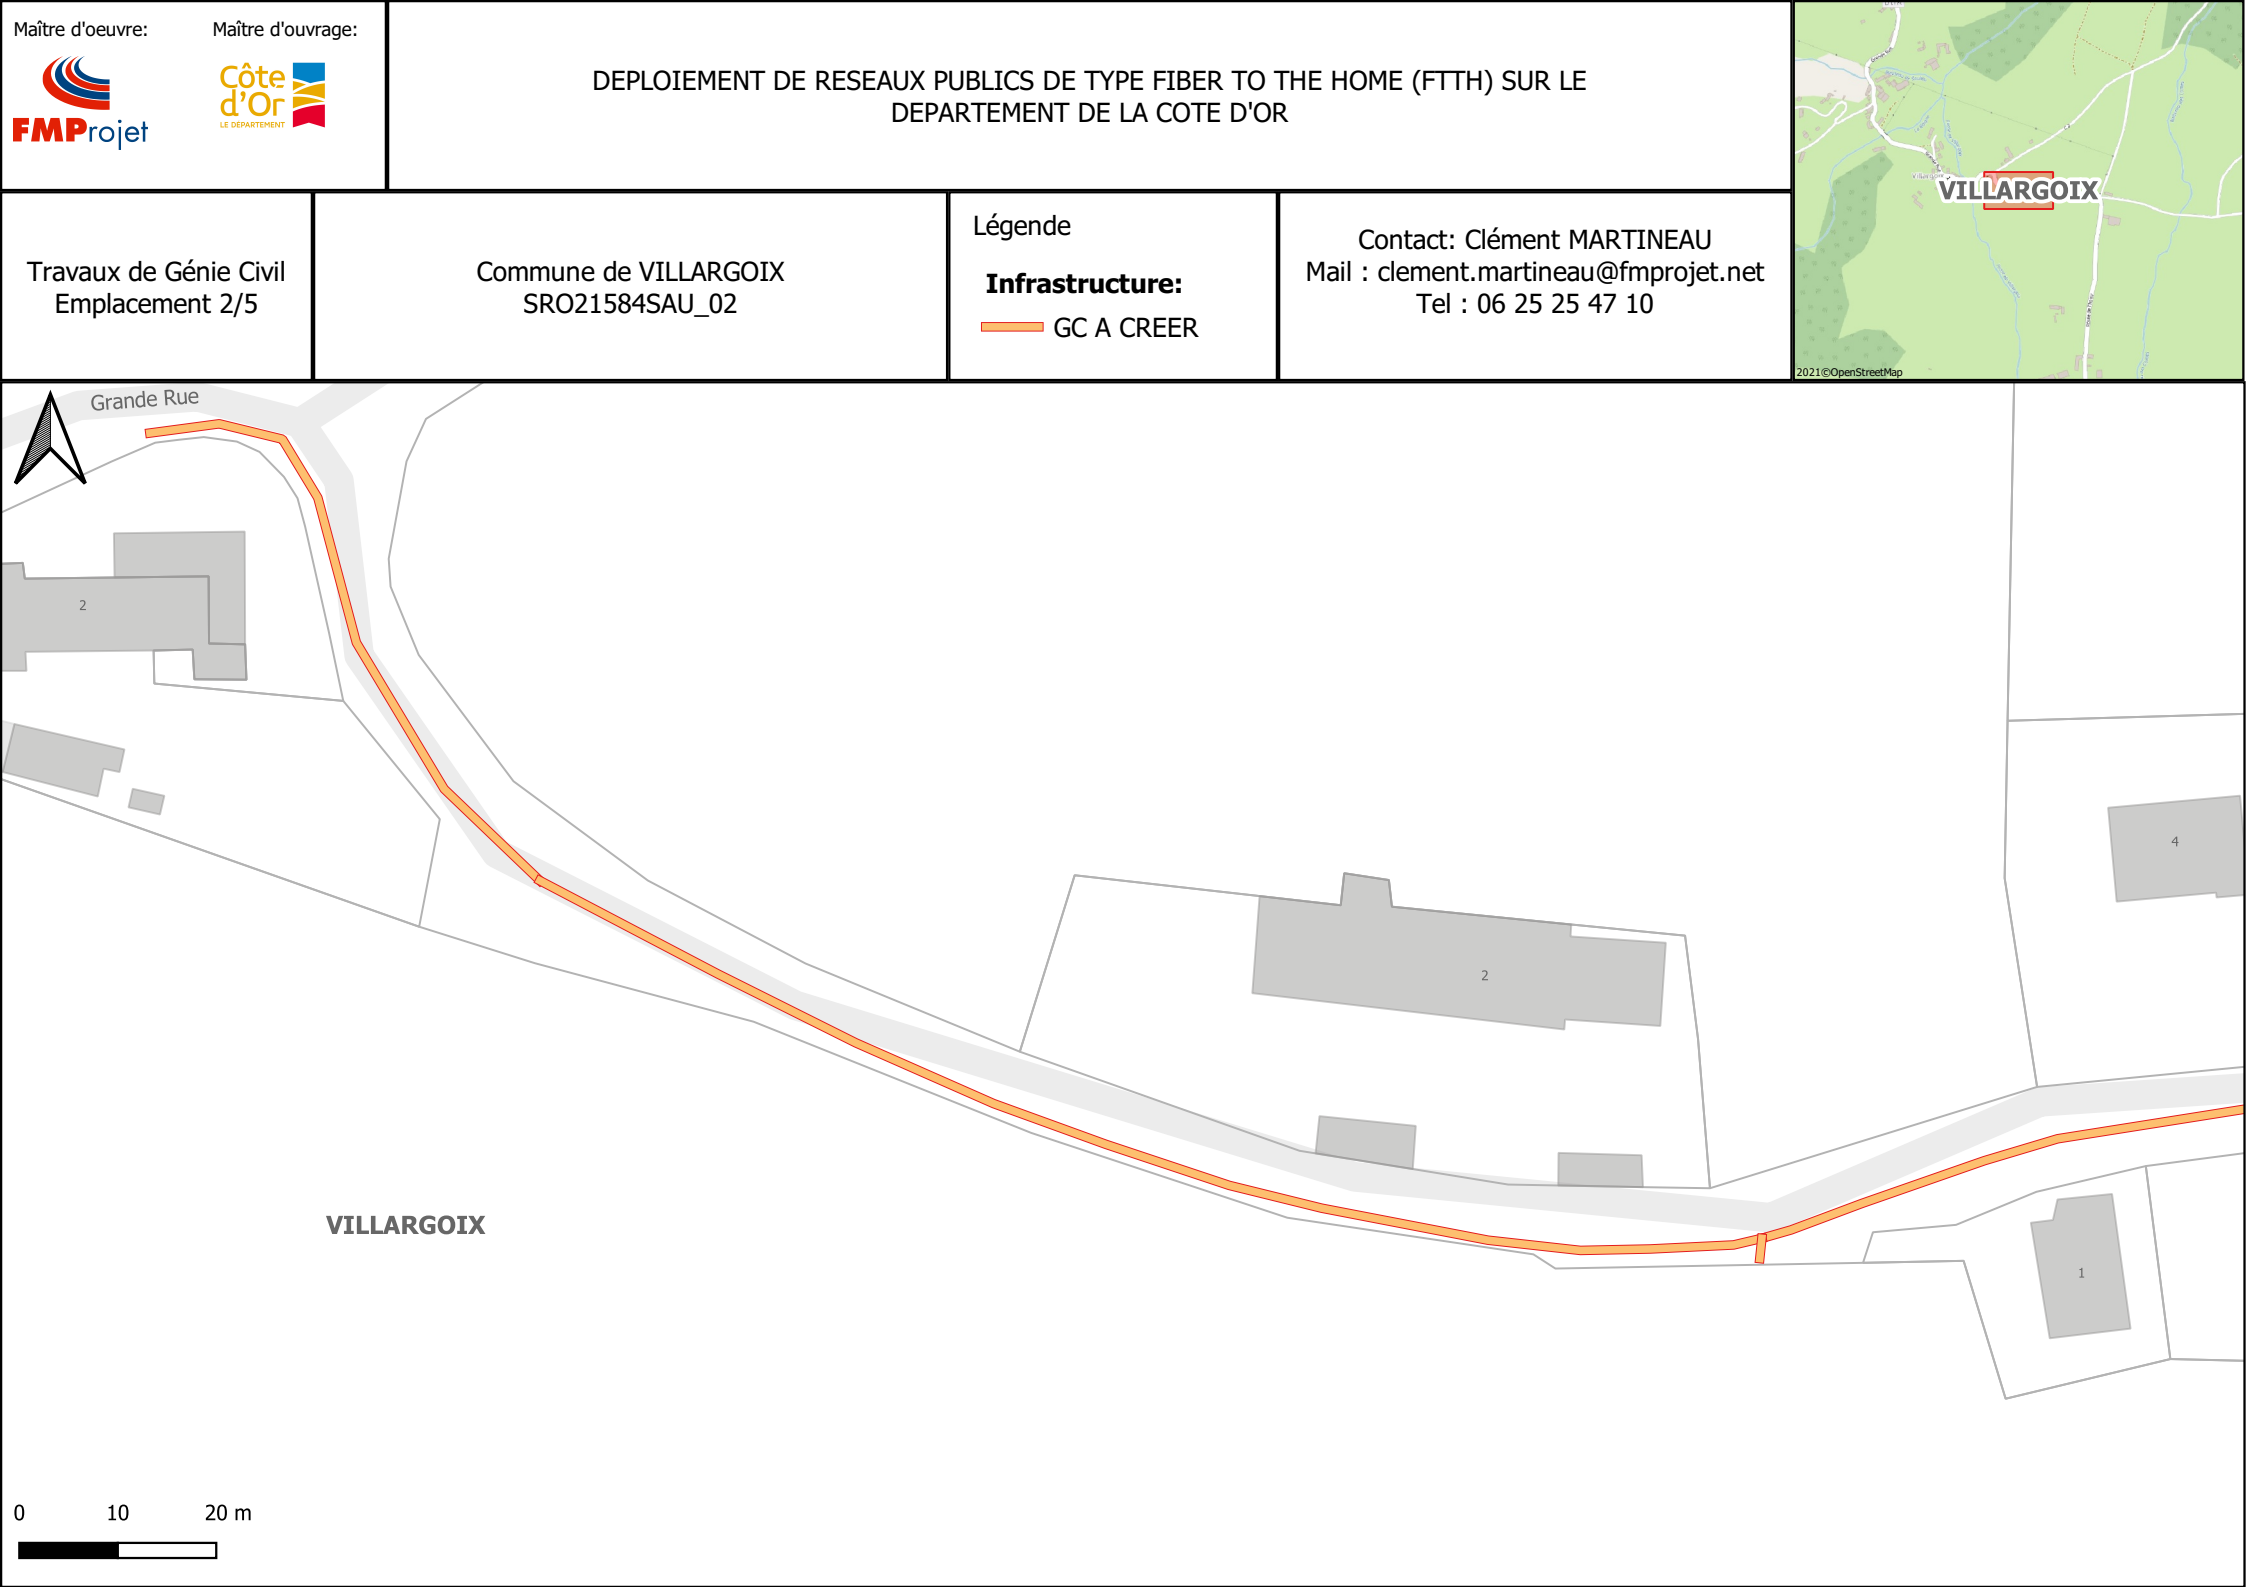 Maître d'oeuvre:
Maître d'ouvrage:
FMProjet
Côte
d'Or
LE DÉPARTEMENT
DEPLOIEMENT DE RESEAUX PUBLICS DE TYPE FIBER TO THE HOME (FTTH) SUR LE
DEPARTEMENT DE LA COTE D'OR
VILLARGOIX
2021©OpenStreetMap
Travaux de Génie Civil
Emplacement 2/5
Commune de VILLARGOIX
SRO21584SAU_02
Légende
Infrastructure:
GC A CREER
Contact: Clément MARTINEAU
Mail : clement.martineau@fmprojet.net
Tel : 06 25 25 47 10
Grande Rue
2
4
2
1
VILLARGOIX
0 10 20 m